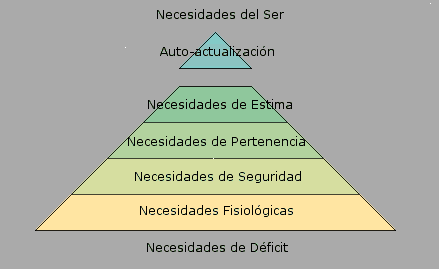 Necesidades del Ser
Auto-actualización
Necesidades de Estima
Necesidades de Pertenencia
Necesidades de Seguridad
Necesidades Fisiológicas
Necesidades de Déficit